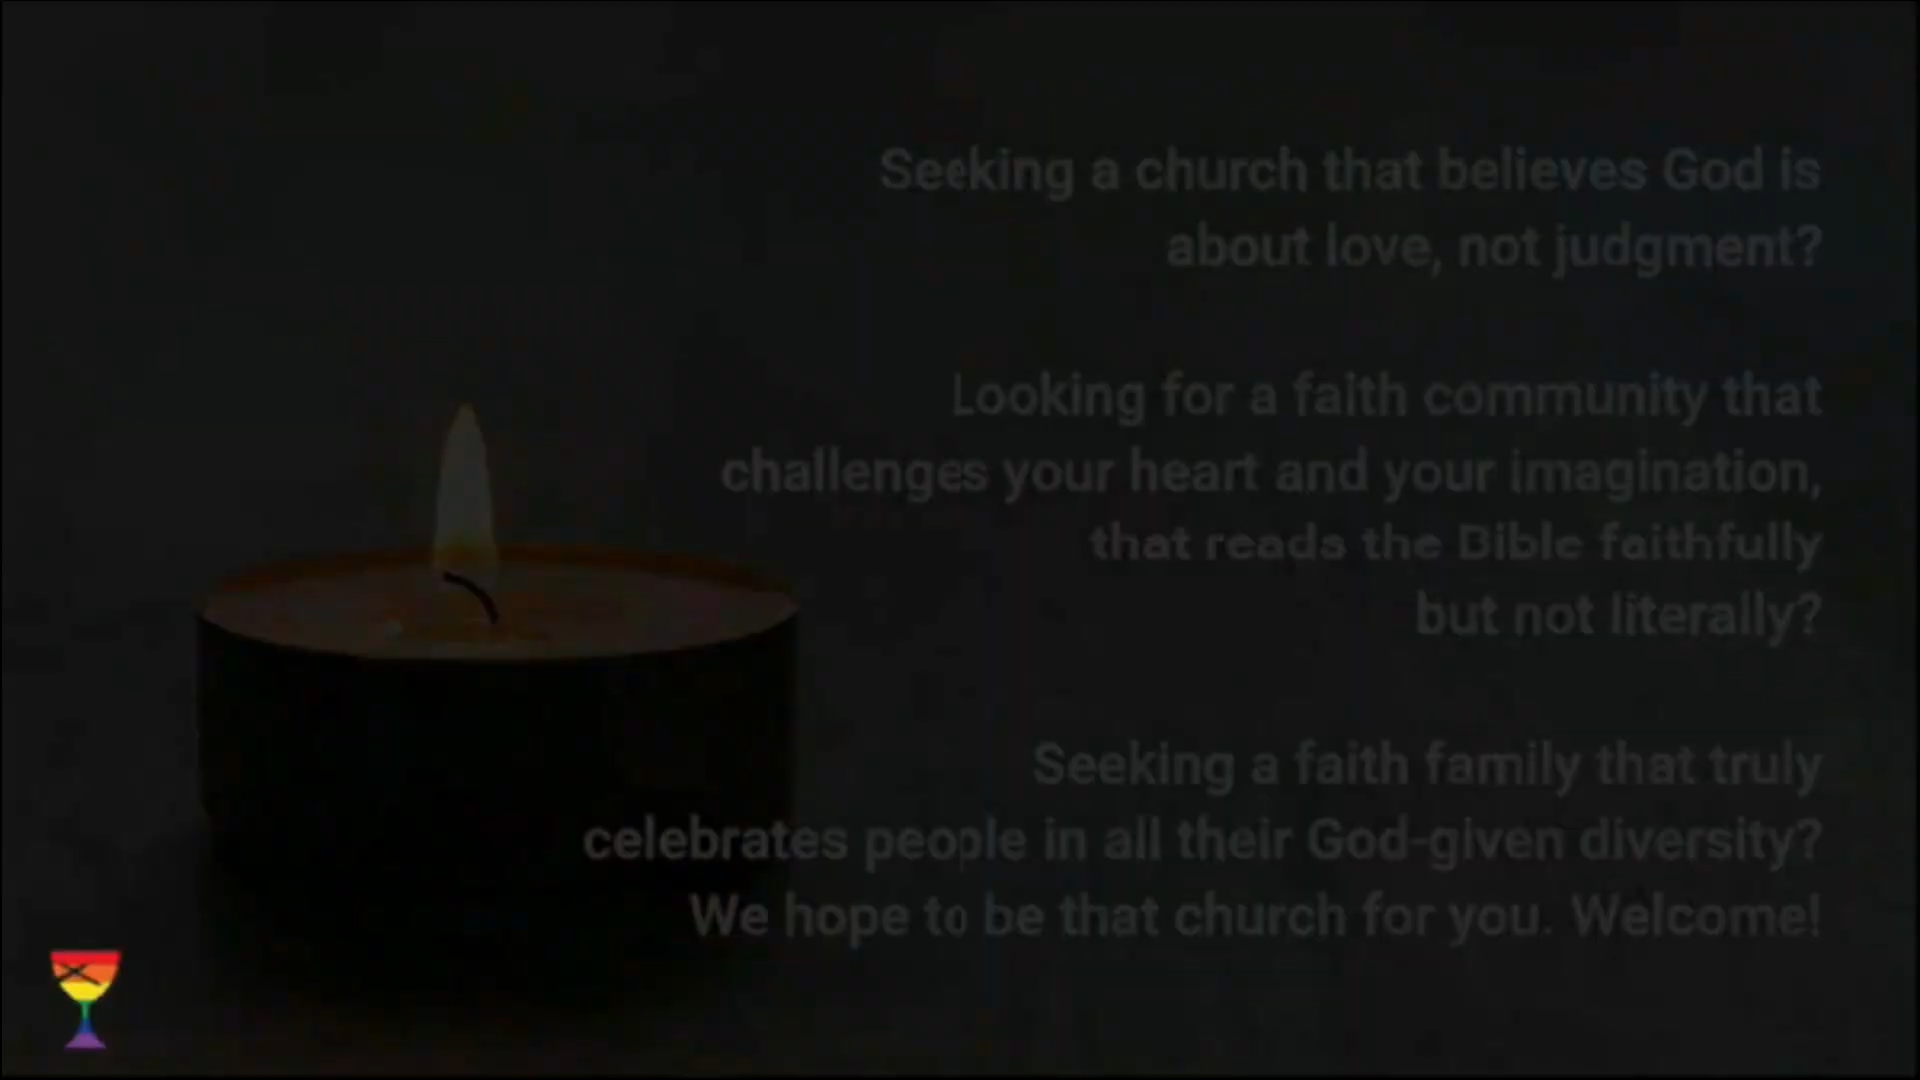 Seeking a church that believes God is
about love, not judgment?
Looking for a faith community that
challenges your heart and your imagination,
that reads the Bible faithfully
but not literally?
Seeking a faith family that truly
celebrates people in all their God-given diversity?
We hope to be that church for you. Welcome!